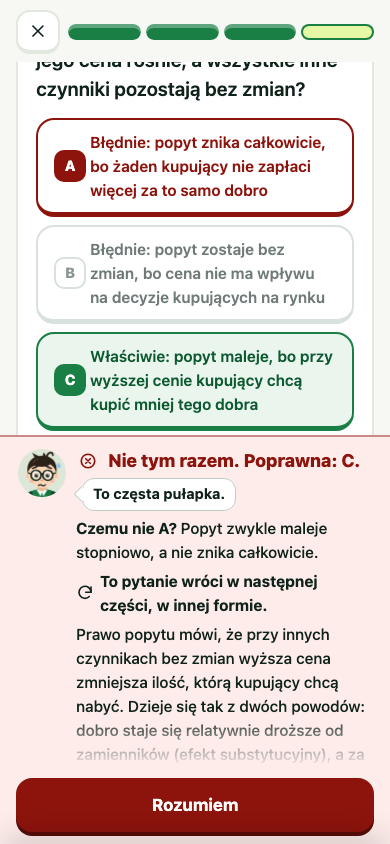 jego cena rośnie, a wszystkie inne
czynniki pozostają bez zmian?
A
Błędnie: popyt znika całkowicie,
bo żaden kupujący nie zapłaci
więcej za to samo dobro
B
Błędnie: popyt zostaje bez
zmian, bo cena nie ma wpływu
na decyzje kupujących na rynku
C
Właściwie: popyt maleje, bo przy
wyższej cenie kupujący chcą
kupić mniej tego dobra
Nie tym razem. Poprawna: C.
To częsta pułapka.
Czemu nie A? Popyt zwykle maleje
stopniowo, a nie znika całkowicie.
To pytanie wróci w następnej
części, w innej formie.
Prawo popytu mówi, że przy innych
czynnikach bez zmian wyższa cena
zmniejsza ilość, którą kupujący chcą
nabyć. Dzieje się tak z dwóch powodów:
dobro staje się relatywnie droższe od
zamienników (efekt substytucyjny), a za
Rozumiem